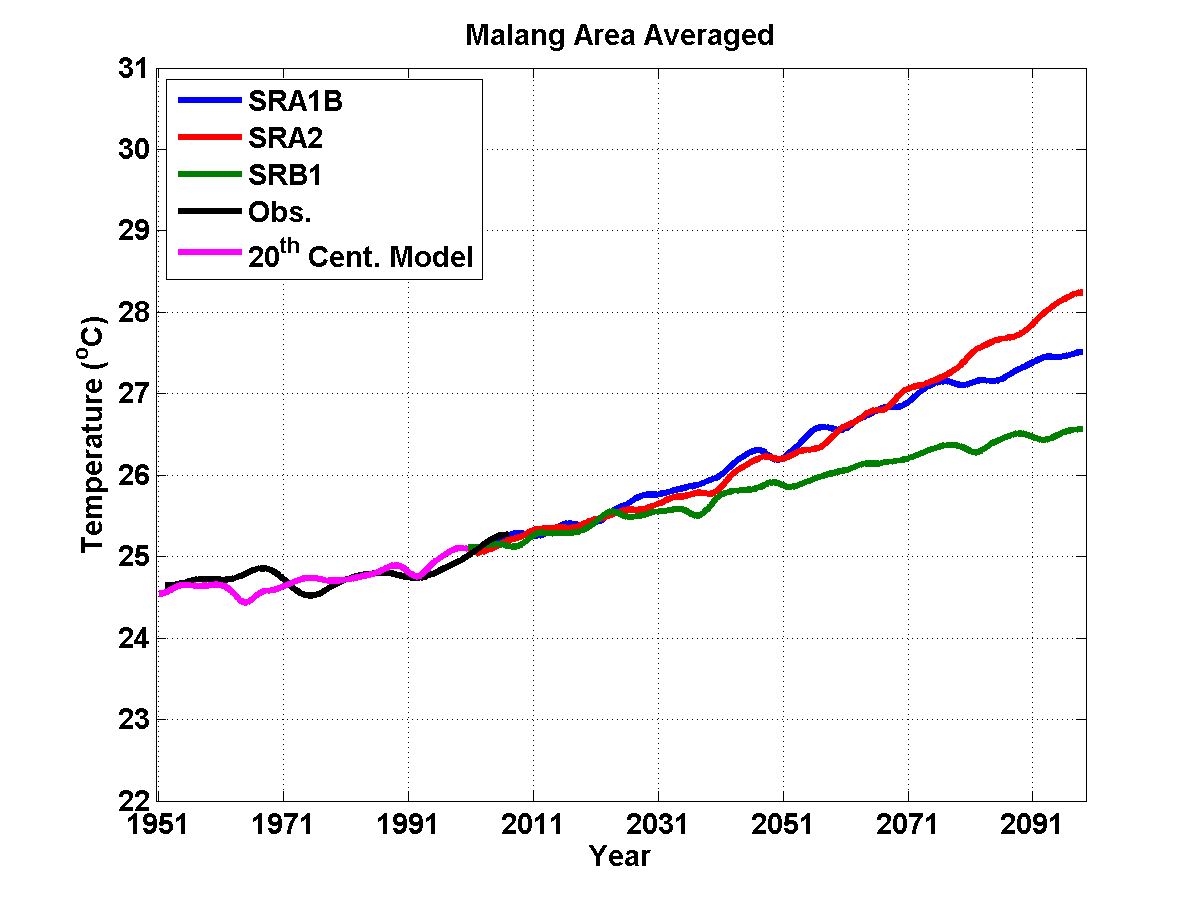 Malang Area Averaged
31
30
29
28
27
26
25
24
23
22
SRA1B
SRA2
SRB1
Obs.
20th Cent. Model
Temperature (oC)
1951 1971 1991 2011 2031 2051 2071 2091
Year